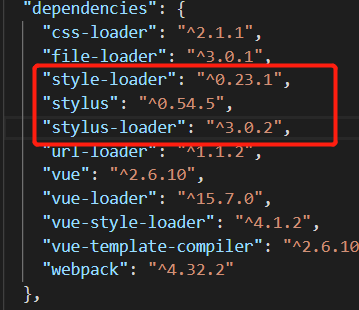 "dependencies": {
"css-loader": "^2.1.1",
"file-loader": "^3.0.1",
"style-loader": "^0.23.1",
"stylus": "^0.54.5",
"stylus-loader": "^3.0.2",
"url-loader": "^1.1.2",
"vue": "^2.6.10",
"vue-loader": "^15.7.0",
"vue-style-loader": "^4.1.2",
"vue-template-compiler": "^2.6.10
"webpack": "^4.32.2"
},